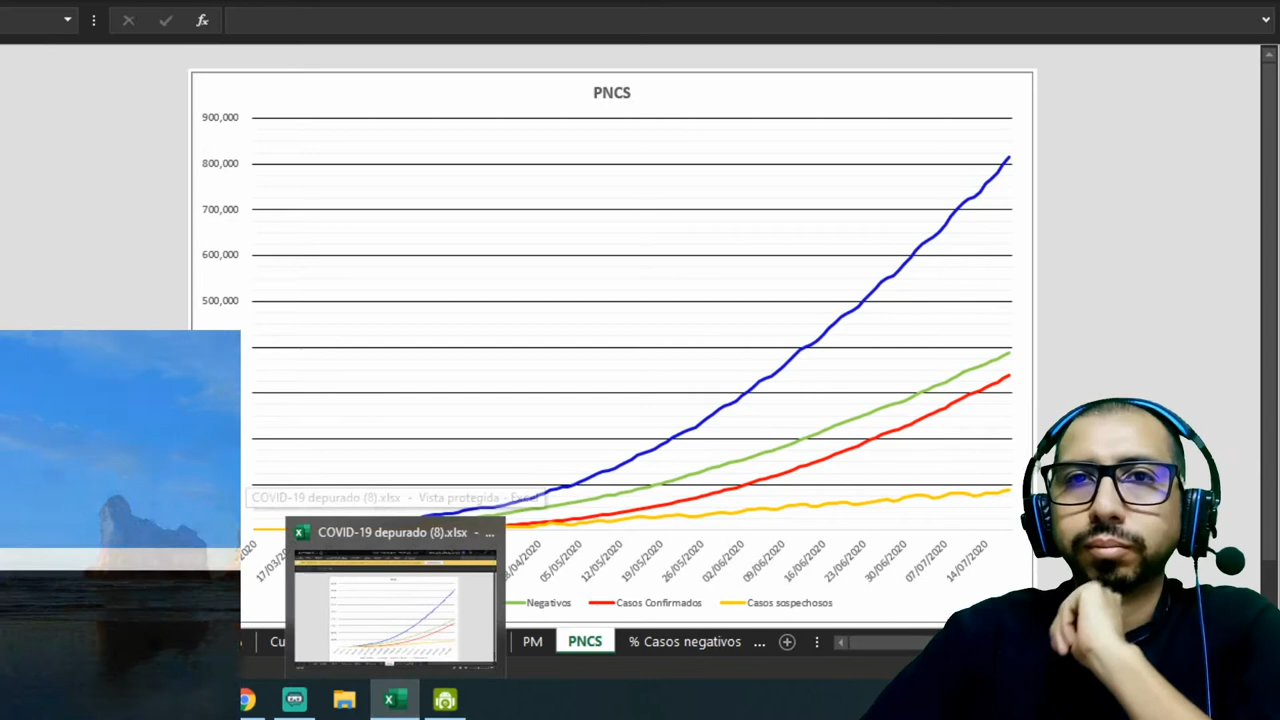 fx
PNCS
900,000
800,000
700,000
600,000
500,000
COVID-19 depurado (8).xlsx - Vista protegida - Excel
COVID-19 depurado (8).xlsx - ...
17/03/
05/05/2020
12/05/2020
19/05/2020
26/05/2020
02/06/2020
09/06/2020
16/06/2020
23/06/2020
30/06/2020
07/07/2020
14/07/2020
Negativos
Casos Confirmados
Casos sospechosos
Cu
PM
PNCS
% Casos negativos
...